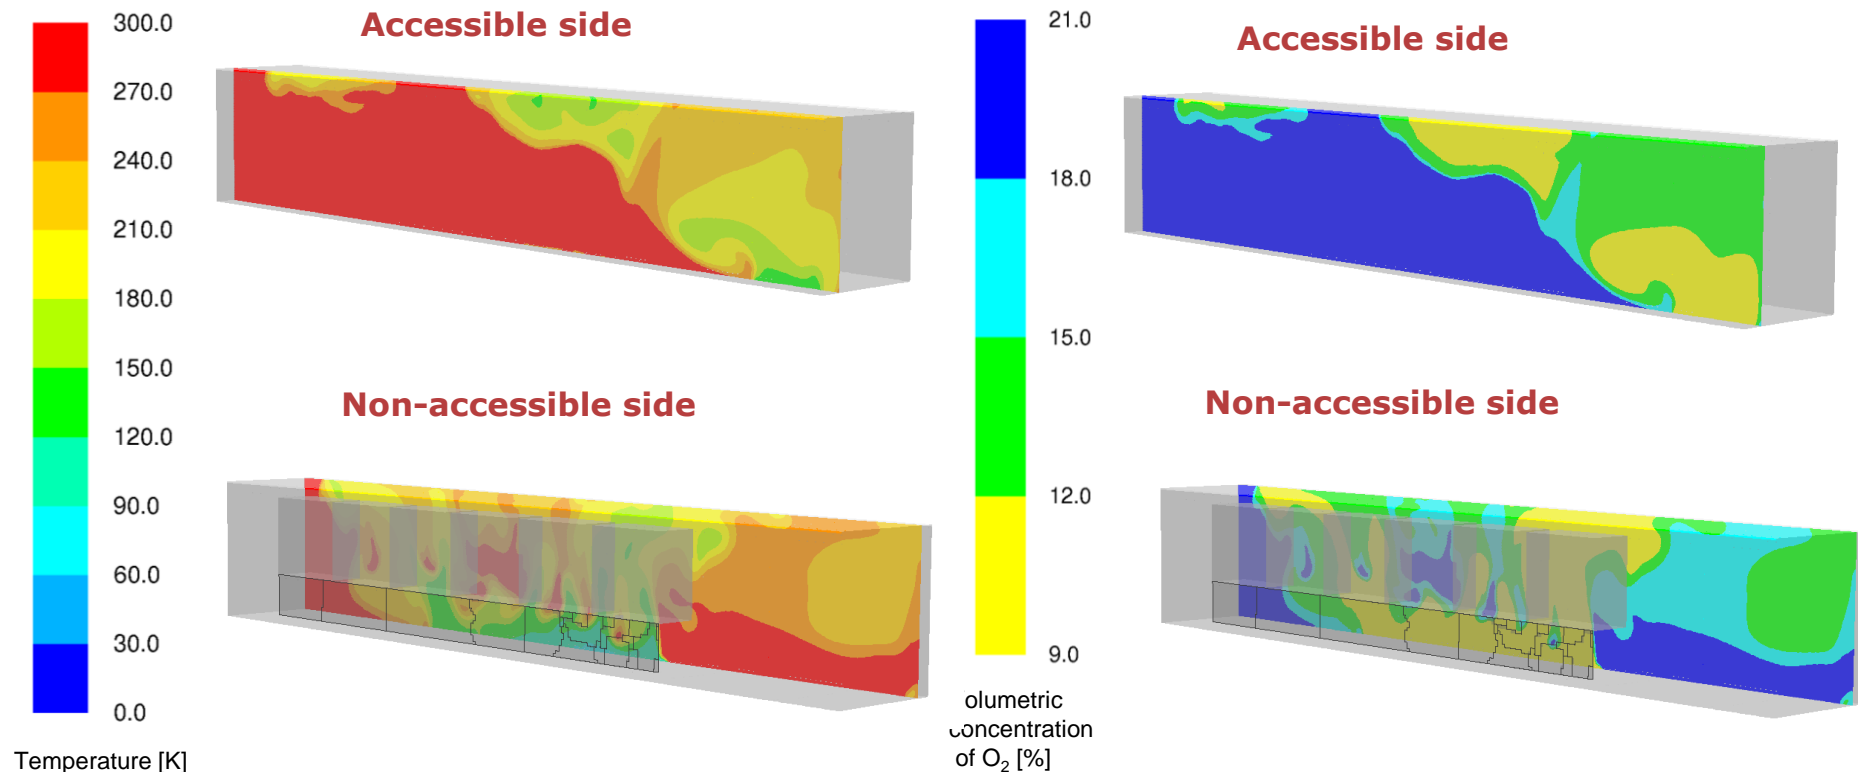 Accessible side
Accessible side
300.0
270.0
240.0
210.0
180.0
150.0
120.0
90.0
60.0
30.0
0.0
Temperature [K]
21.0
18.0
15.0
12.0
9.0
olumetric
concentration
of O₂ [%]
Non-accessible side
Non-accessible side